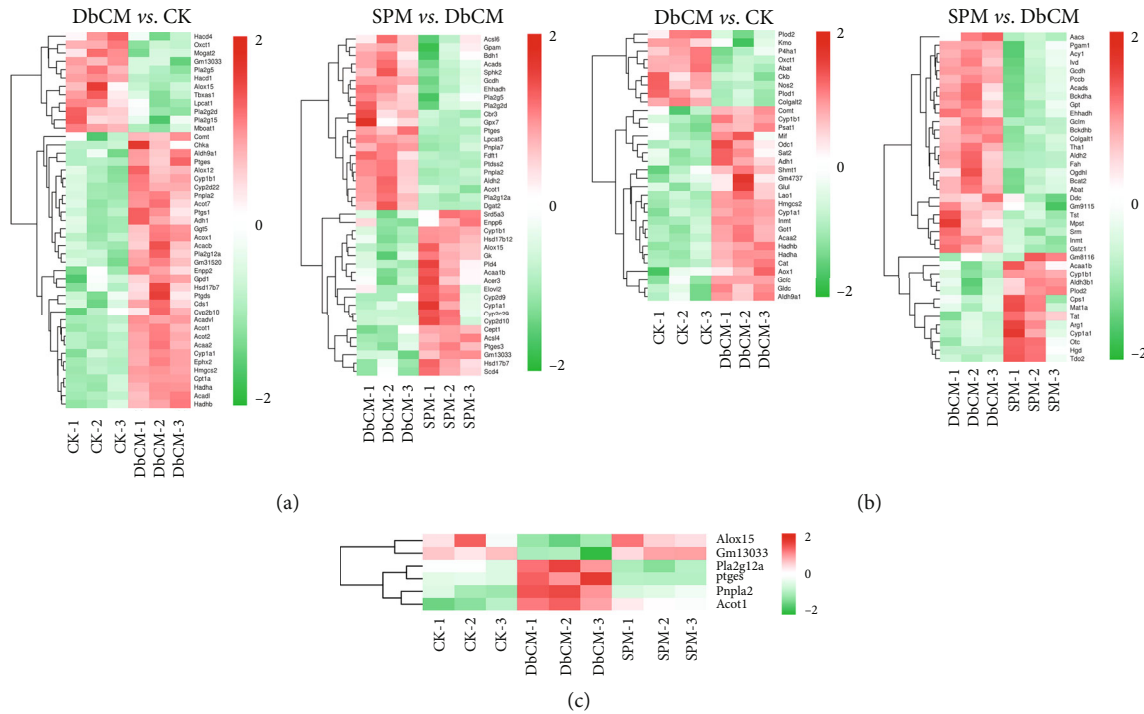 DbCM vs. CK
Hacd4
Oxct1
Mogat2
Gm13033
Pla2g5
Hacd1
Alox15
Tbxas1
Lpcat1
Pla2g2d
Pla2g15
Mboat1
Comt
Chka
Aldh9a1
Ptges
Alox12
Cyp1b1
Cyp2d22
Pnpla2
Acot7
Ptgs1
Adh1
Ggt5
Acox1
Acacb
Pla2g12a
Gm31520
Enpp2
Gpd1
Hsd17b7
Ptgds
Cds1
Cyp2b10
Acadvl
Acot1
Acot2
Acaa2
Cyp1a1
Ephx2
Hmgcs2
Cpt1a
Hadha
Acadl
Hadhb
2
0
−2
CK-1
CK-2
CK-3
DbCM-1
DbCM-2
DbCM-3
SPM vs. DbCM
Acsl6
Gpam
Bdh1
Acads
Sphk2
Gcdh
Ehhadh
Pla2g5
Pla2g2d
Cbr3
Gpx7
Ptges
Lpcat3
Pnpla7
Fdft1
Ptdss2
Pnpla2
Aldh2
Acot1
Pla2g12a
Dgat2
Srd5a3
Enpp6
Cyp1b1
Hsd17b12
Alox15
Gk
Pld4
Acaa1b
Acer3
Elovl2
Cyp2d9
Cyp1a1
Cyp2c29
Cyp2d10
Cept1
Acsl4
Ptges3
Gm13033
Hsd17b7
Scd4
2
0
−2
DbCM-1
DbCM-2
DbCM-3
SPM-1
SPM-2
SPM-3
(a)
DbCM vs. CK
Plod2
Kmo
P4ha1
Oxct1
Abat
Ckb
Nos2
Plod1
Colgalt2
Comt
Cyp1b1
Psat1
Mif
Odc1
Sat2
Adh1
Shmt1
Gm4737
Glul
Lao1
Hmgcs2
Cyp1a1
Inmt
Got1
Acaa2
Hadhb
Hadha
Cat
Aox1
Gclc
Gldc
Aldh9a1
2
0
−2
CK-1
CK-2
CK-3
DbCM-1
DbCM-2
DbCM-3
SPM vs. DbCM
Aacs
Pgam1
Acy1
Ivd
Gcdh
Pccb
Acads
Bckdha
Gpt
Ehhadh
Gclm
Bckdhb
Colgalt1
Tha1
Aldh2
Fah
Ogdhl
Bcat2
Abat
Ddc
Gm9115
Tst
Mpst
Srm
Inmt
Gstz1
Gm8116
Acaa1b
Cyp1b1
Aldh3b1
Plod2
Cps1
Mat1a
Tat
Arg1
Cyp1a1
Otc
Hgd
Tdo2
2
0
−2
DbCM-1
DbCM-2
DbCM-3
SPM-1
SPM-2
SPM-3
(b)
Alox15
Gm13033
Pla2g12a
ptges
Pnpla2
Acot1
2
0
−2
CK-1
CK-2
CK-3
DbCM-1
DbCM-2
DbCM-3
SPM-1
SPM-2
SPM-3
(c)